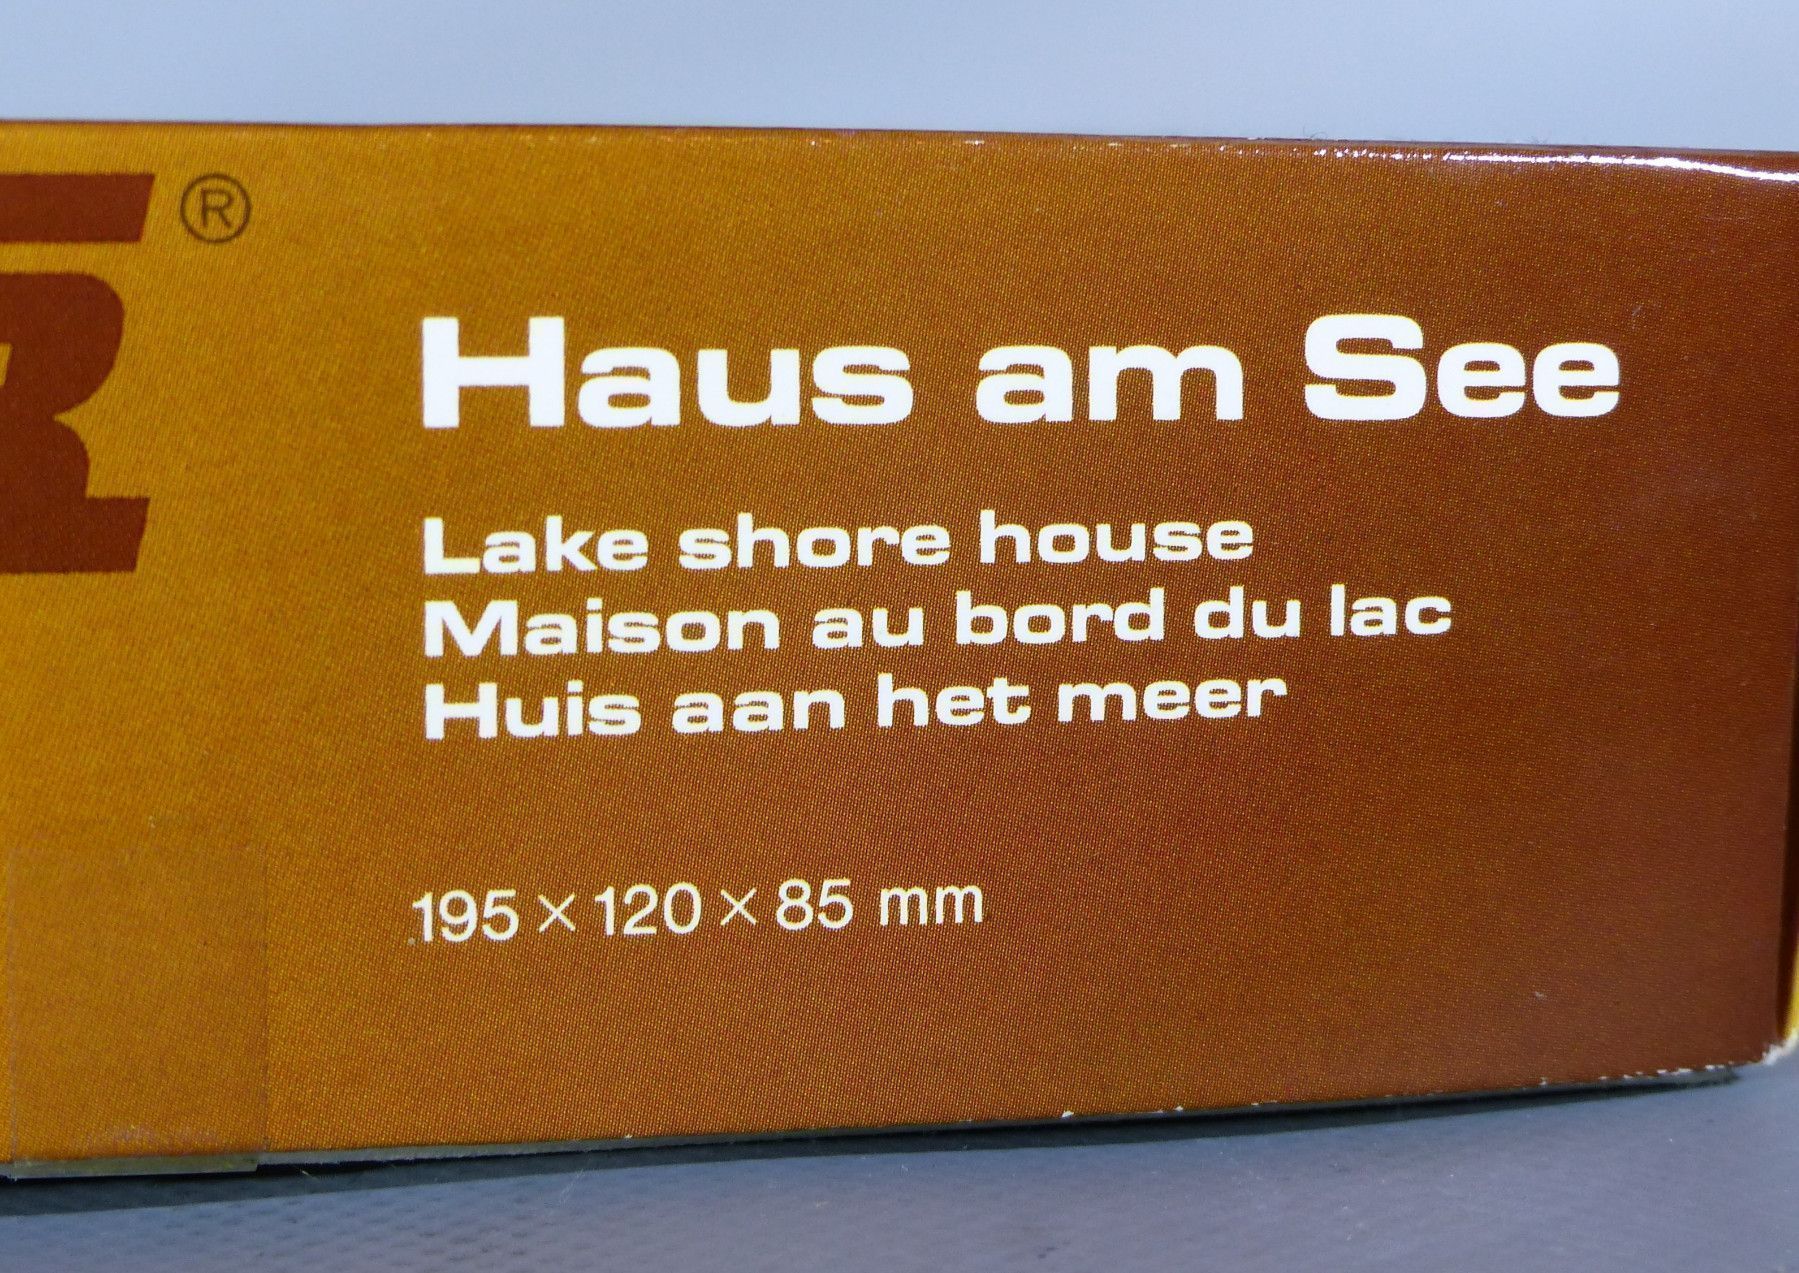 R®
Haus am See
Lake shore house
Maison au bord du lac
Huis aan het meer
195 × 120 × 85 mm